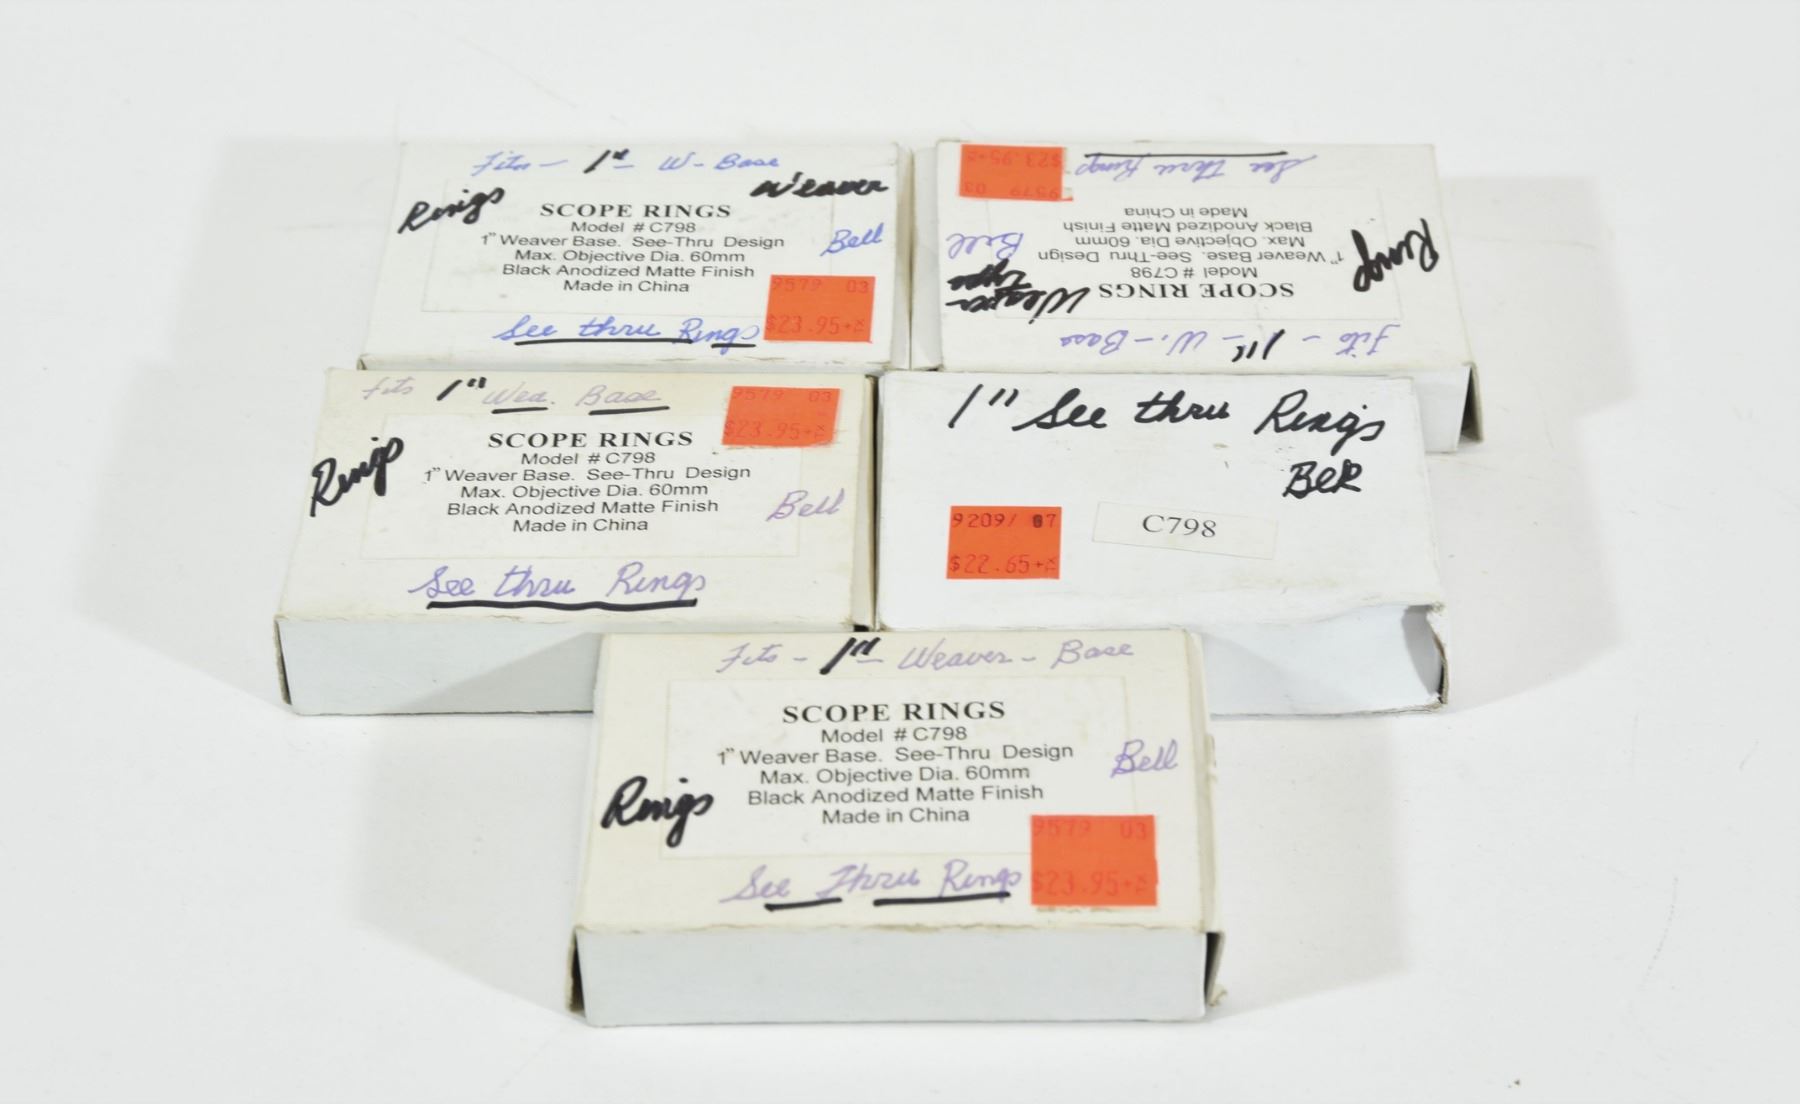 Fits - 1" - W - Base
Weaver
Rings
SCOPE RINGS
Model # C798
1" Weaver Base. See-Thru Design
Bell
Max. Objective Dia. 60mm
Black Anodized Matte Finish
Made in China
9579 03
$23.95+
See thru Rings
Fits - 1" - W. - Base
Weaver type
SCOPE RINGS
Model # C798
Rings
1" Weaver Base. See-Thru Design
Bell
Max. Objective Dia. 60mm
Black Anodized Matte Finish
Made in China
See Thru Rings
9579 03
$23.95+
Fits 1" Wea. Base
9579 03
$23.95+
Rings
SCOPE RINGS
Model # C798
1" Weaver Base. See-Thru Design
Max. Objective Dia. 60mm
Bell
Black Anodized Matte Finish
Made in China
See thru Rings
1" See thru Rings
9209/ 07
$22.65+
C798
Fits - 1" - Weaver - Base
SCOPE RINGS
Model # C798
1" Weaver Base. See-Thru Design
Bell
Max. Objective Dia. 60mm
Rings
Black Anodized Matte Finish
Made in China
9579 03
$23.95+
See Thru Rings